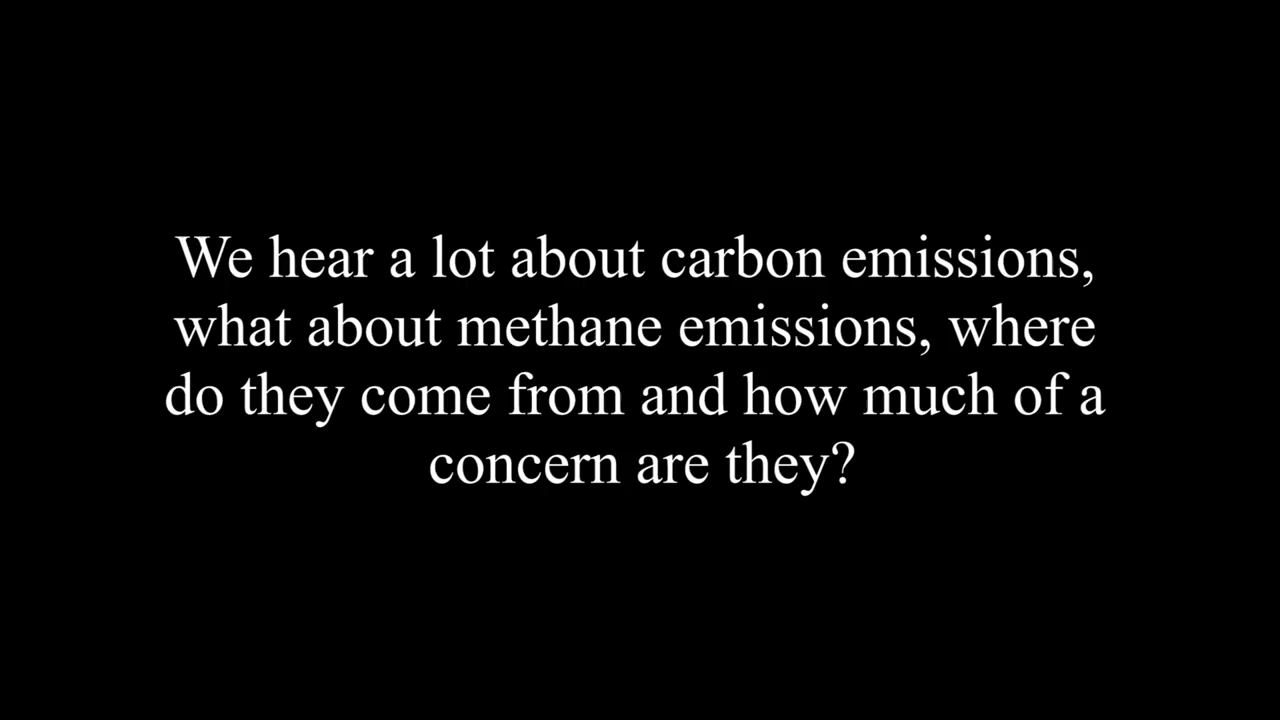 We hear a lot about carbon emissions,
what about methane emissions, where
do they come from and how much of a
concern are they?